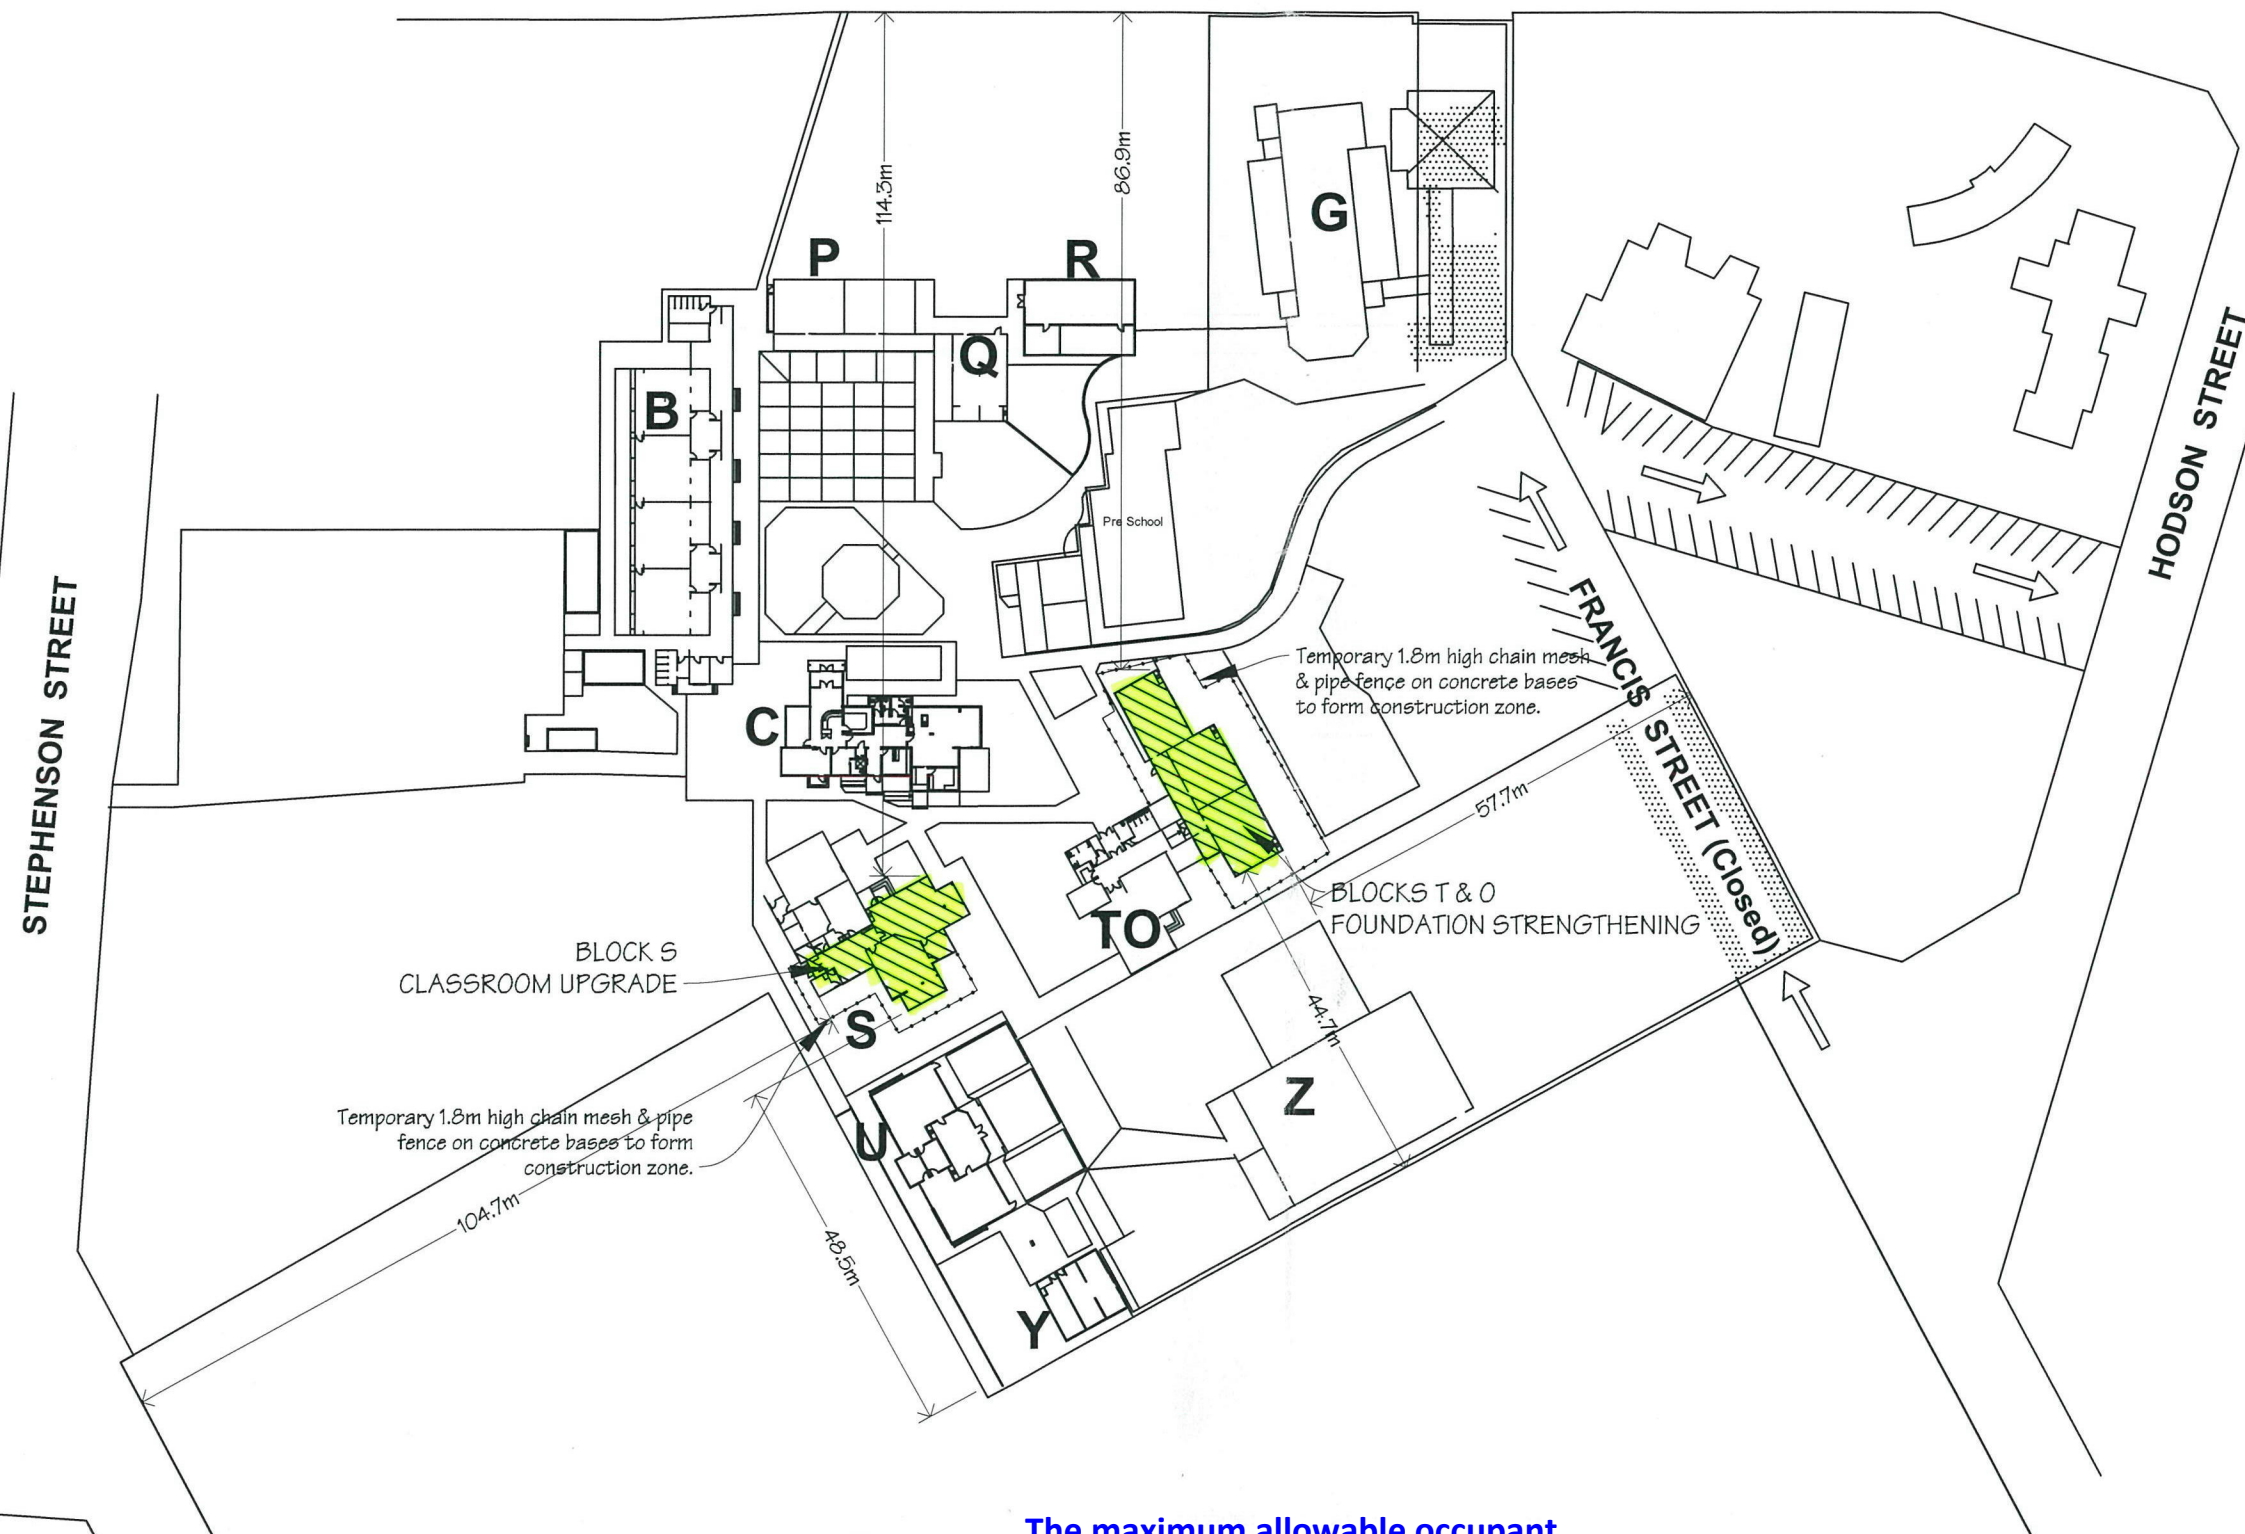 114.3m
86.9m
G
P
R
Q
B
Pre School
HODSON STREET
STEPHENSON STREET
FRANCIS STREET (Closed)
Temporary 1.8m high chain mesh
& pipe fence on concrete bases
to form construction zone.
C
57.7m
BLOCKS T & O
FOUNDATION STRENGTHENING
TO
BLOCK S
CLASSROOM UPGRADE
S
44.7m
Z
Temporary 1.8m high chain mesh & pipe
fence on concrete bases to form
construction zone.
U
104.7m
48.5m
Y
The maximum allowable occupant